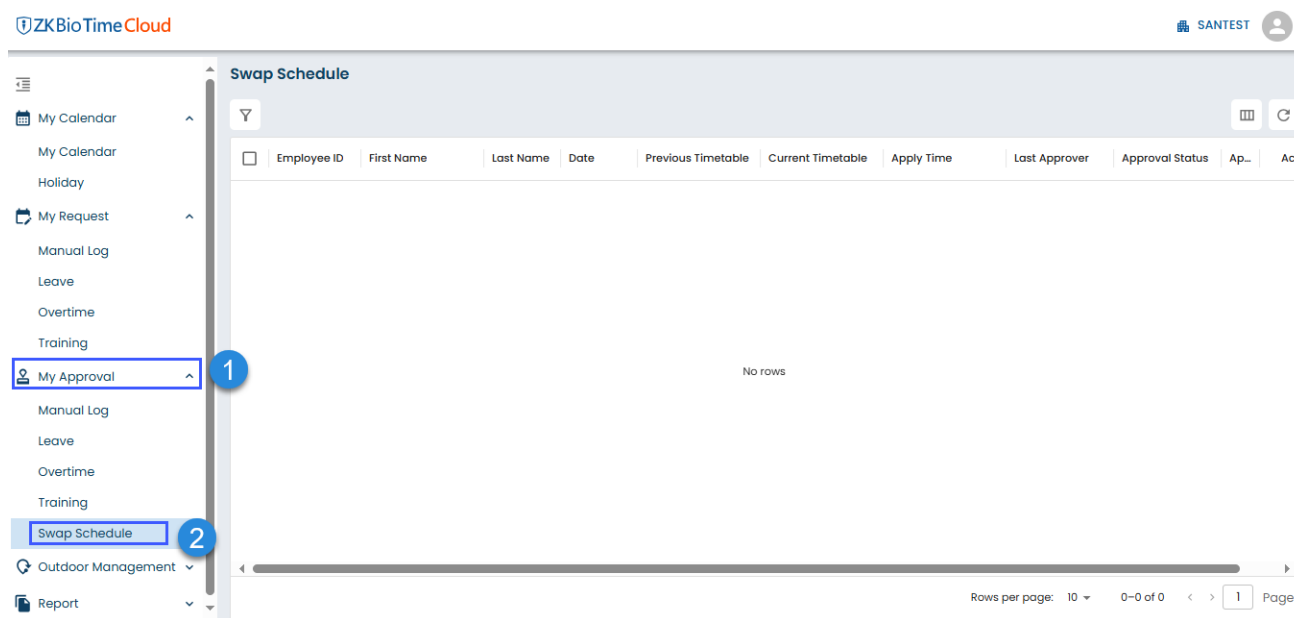 ZKBioTime Cloud
SANTEST
My Calendar
My Calendar
Holiday
My Request
Manual Log
Leave
Overtime
Training
My Approval
1
Manual Log
Leave
Overtime
Training
Swap Schedule
2
Outdoor Management
Report
Swap Schedule
Employee ID First Name Last Name Date Previous Timetable Current Timetable Apply Time Last Approver Approval Status Ap... Ac
No rows
Rows per page: 10 0–0 of 0 < > 1 Page